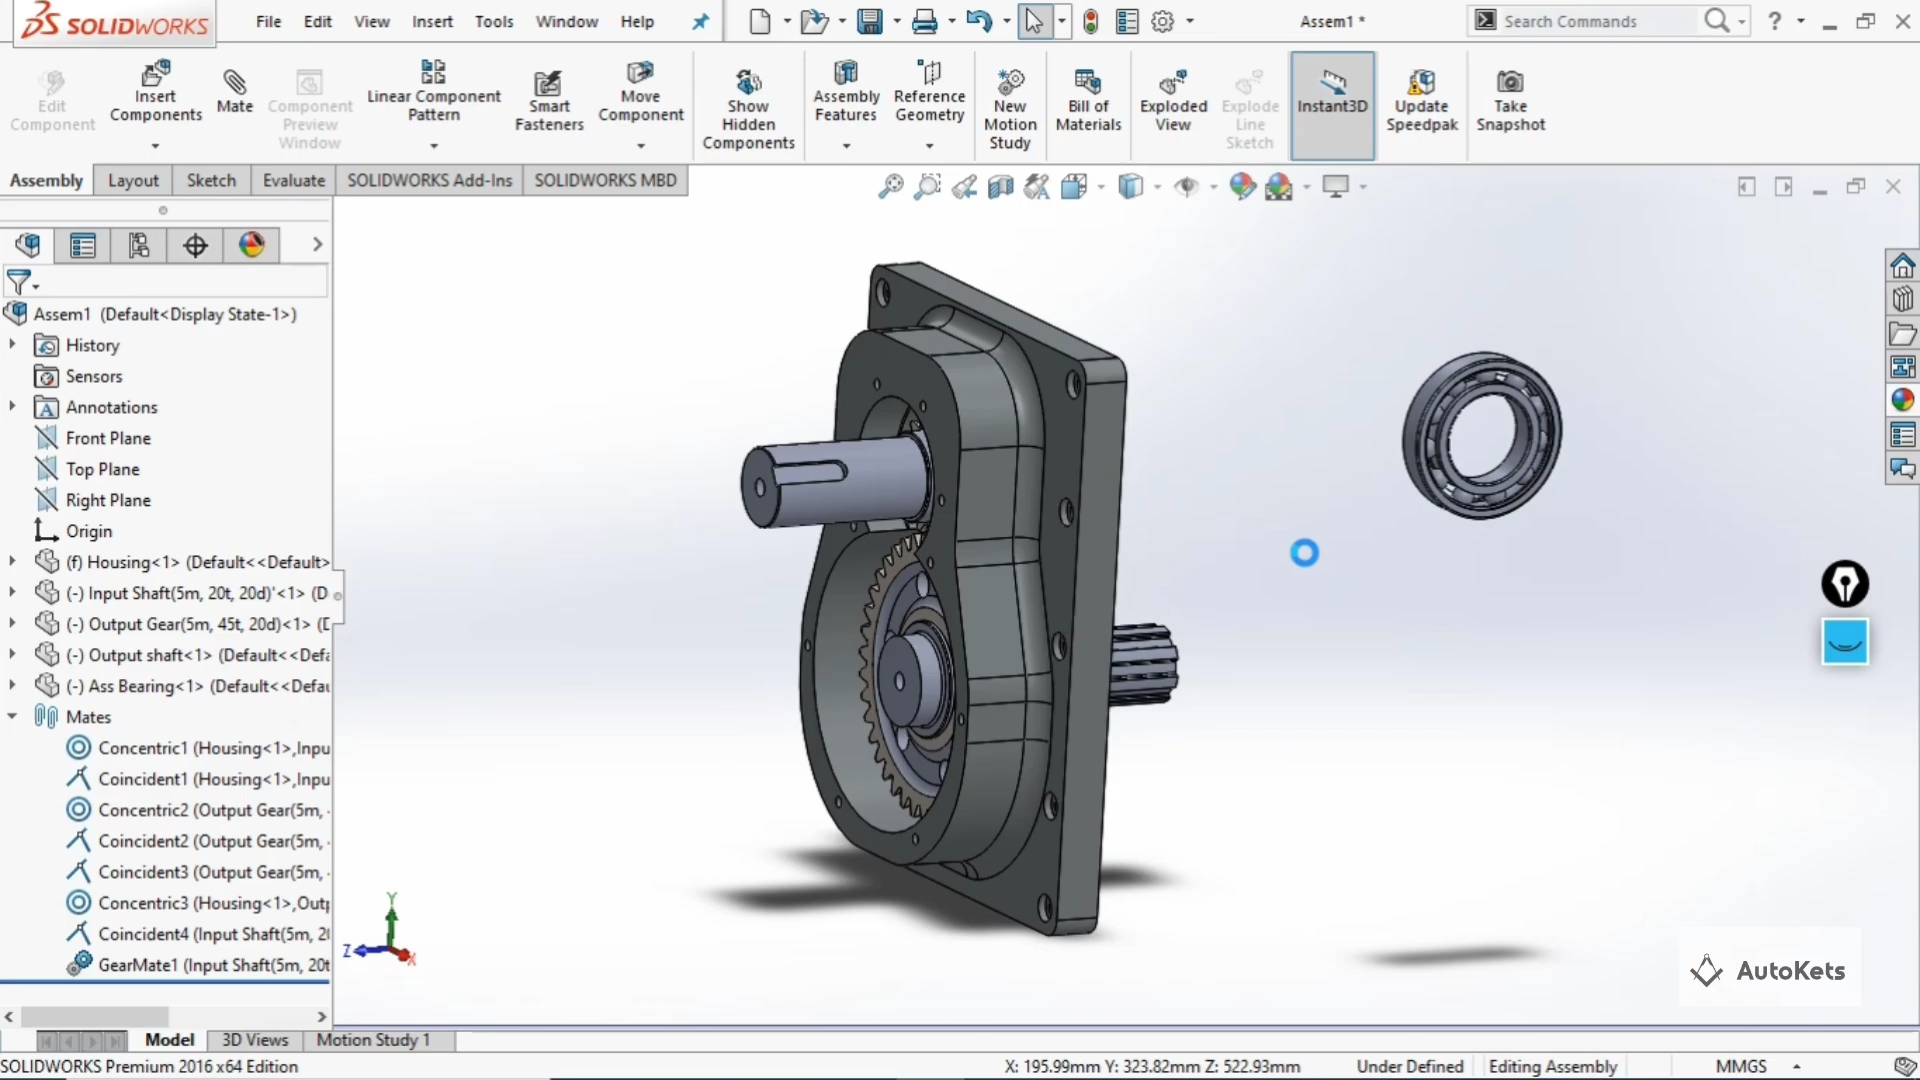 SOLIDWORKS
File Edit View Insert Tools Window Help
Assem1 *
Search Commands
Edit Component
Insert Components
Mate
Component Preview Window
Linear Component Pattern
Smart Fasteners
Move Component
Show Hidden Components
Assembly Features
Reference Geometry
New Motion Study
Bill of Materials
Exploded View
Explode Line Sketch
Instant3D
Update Speedpak
Take Snapshot
Assembly Layout Sketch Evaluate SOLIDWORKS Add-Ins SOLIDWORKS MBD
Assem1 (Default<Display State-1>)
History
Sensors
Annotations
Front Plane
Top Plane
Right Plane
Origin
(f) Housing<1> (Default<<Default>
(-) Input Shaft(5m, 20t, 20d)'<1> (D
(-) Output Gear(5m, 45t, 20d)<1> (D
(-) Output shaft<1> (Default<<Defa
(-) Ass Bearing<1> (Default<<Defau
Mates
Concentric1 (Housing<1>,Inpu
Coincident1 (Housing<1>,Inpu
Concentric2 (Output Gear(5m,
Coincident2 (Output Gear(5m,
Coincident3 (Output Gear(5m,
Concentric3 (Housing<1>,Outp
Coincident4 (Input Shaft(5m, 20
GearMate1 (Input Shaft(5m, 20t
Y
Z
X
AutoKets
Model 3D Views Motion Study 1
SOLIDWORKS Premium 2016 x64 Edition
X: 195.99mm Y: 323.82mm Z: 522.93mm Under Defined Editing Assembly MMGS